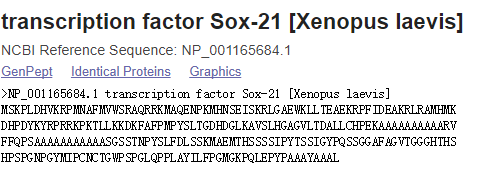 transcription factor Sox-21 [Xenopus laevis]
NCBI Reference Sequence: NP_001165684.1
GenPept Identical Proteins Graphics
>NP_001165684.1 transcription factor Sox-21 [Xenopus laevis]
MSKPLDHVKRPMNAFMVWSRAQRRKMAQENPKMHNSEISKRLGAEWKLLTEAEKRPFIDEAKRLRAMHMK
DHPDYKYRPRRKPKTLLKKDKFAFPMPYSLTGDHDGLKAVSLHGAGVLTDALLCHPEKAAAAAAAAAARV
FFQPSAAAAAAAAAAASGSSTNPYSLFDLSSKMAEMTHSSSSIPYTSSIGYPQSSGGAFAGVTGGGHTHS
HPSPGNPGYMIPCNCTGWPSPGLQPPLAYILFPGMGKPQLEPYPAAAYAAAL